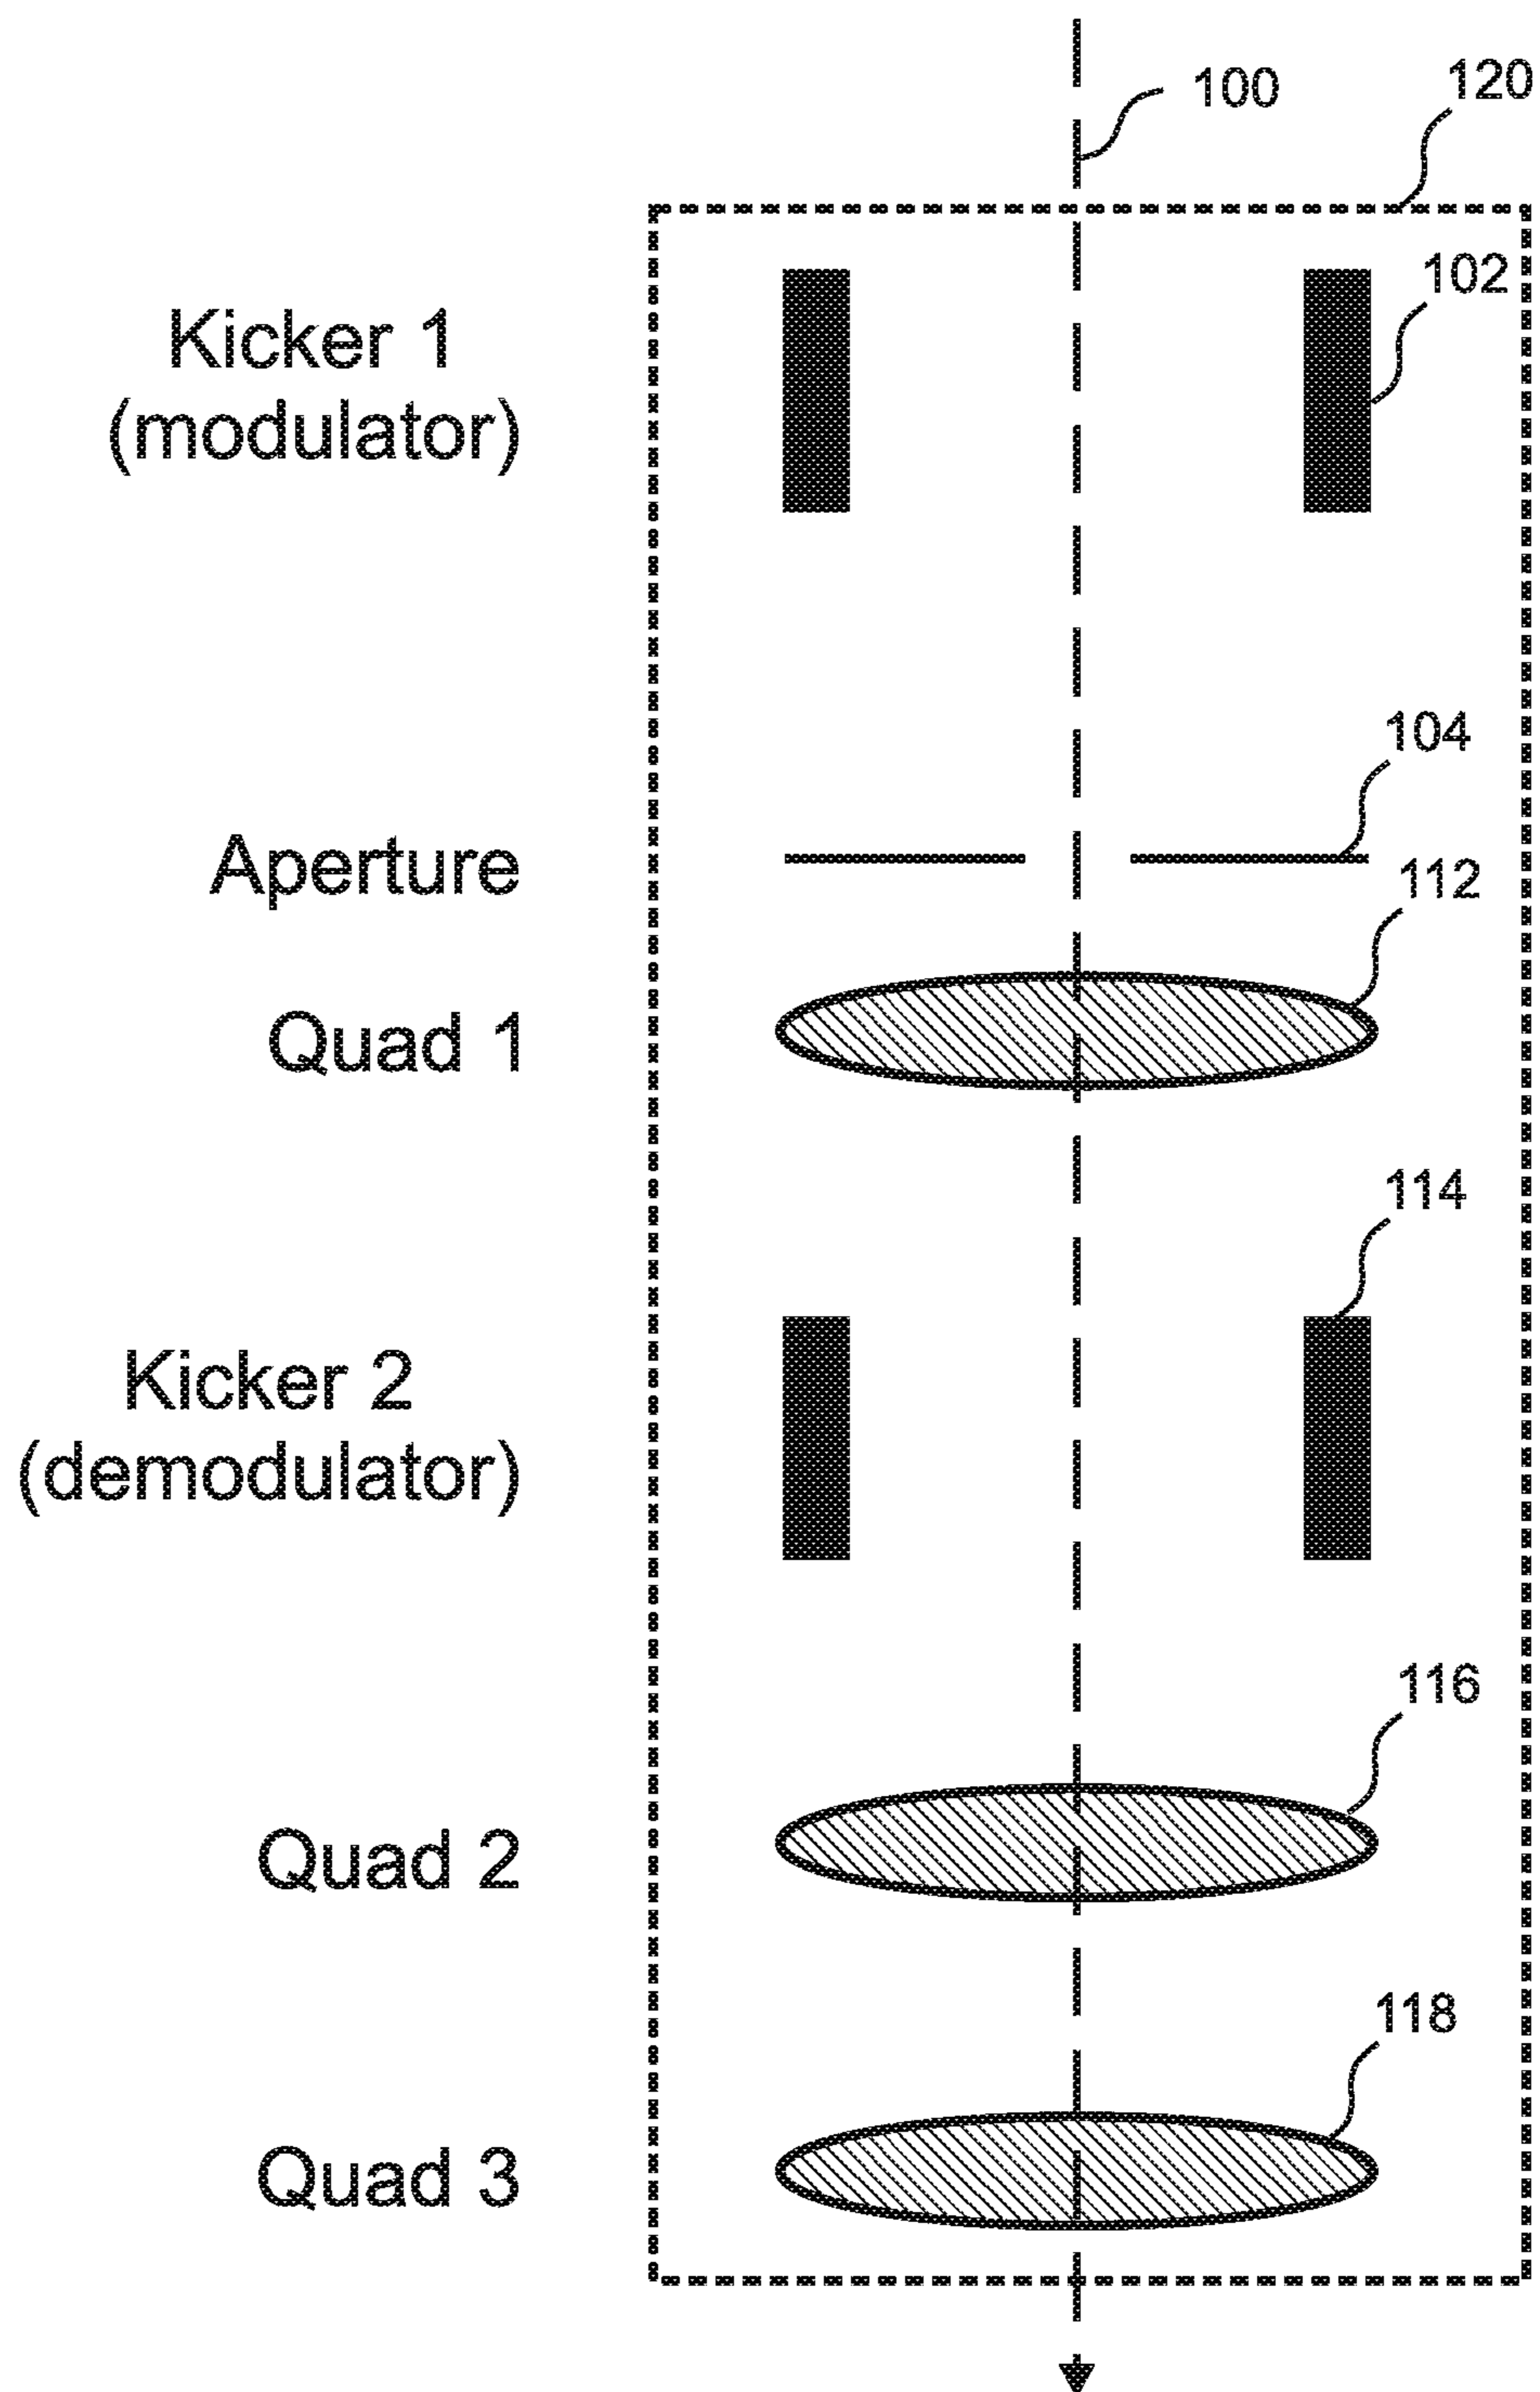 100
120
Kicker 1
(modulator)
102
104
Aperture
112
Quad 1
114
Kicker 2
(demodulator)
116
Quad 2
118
Quad 3